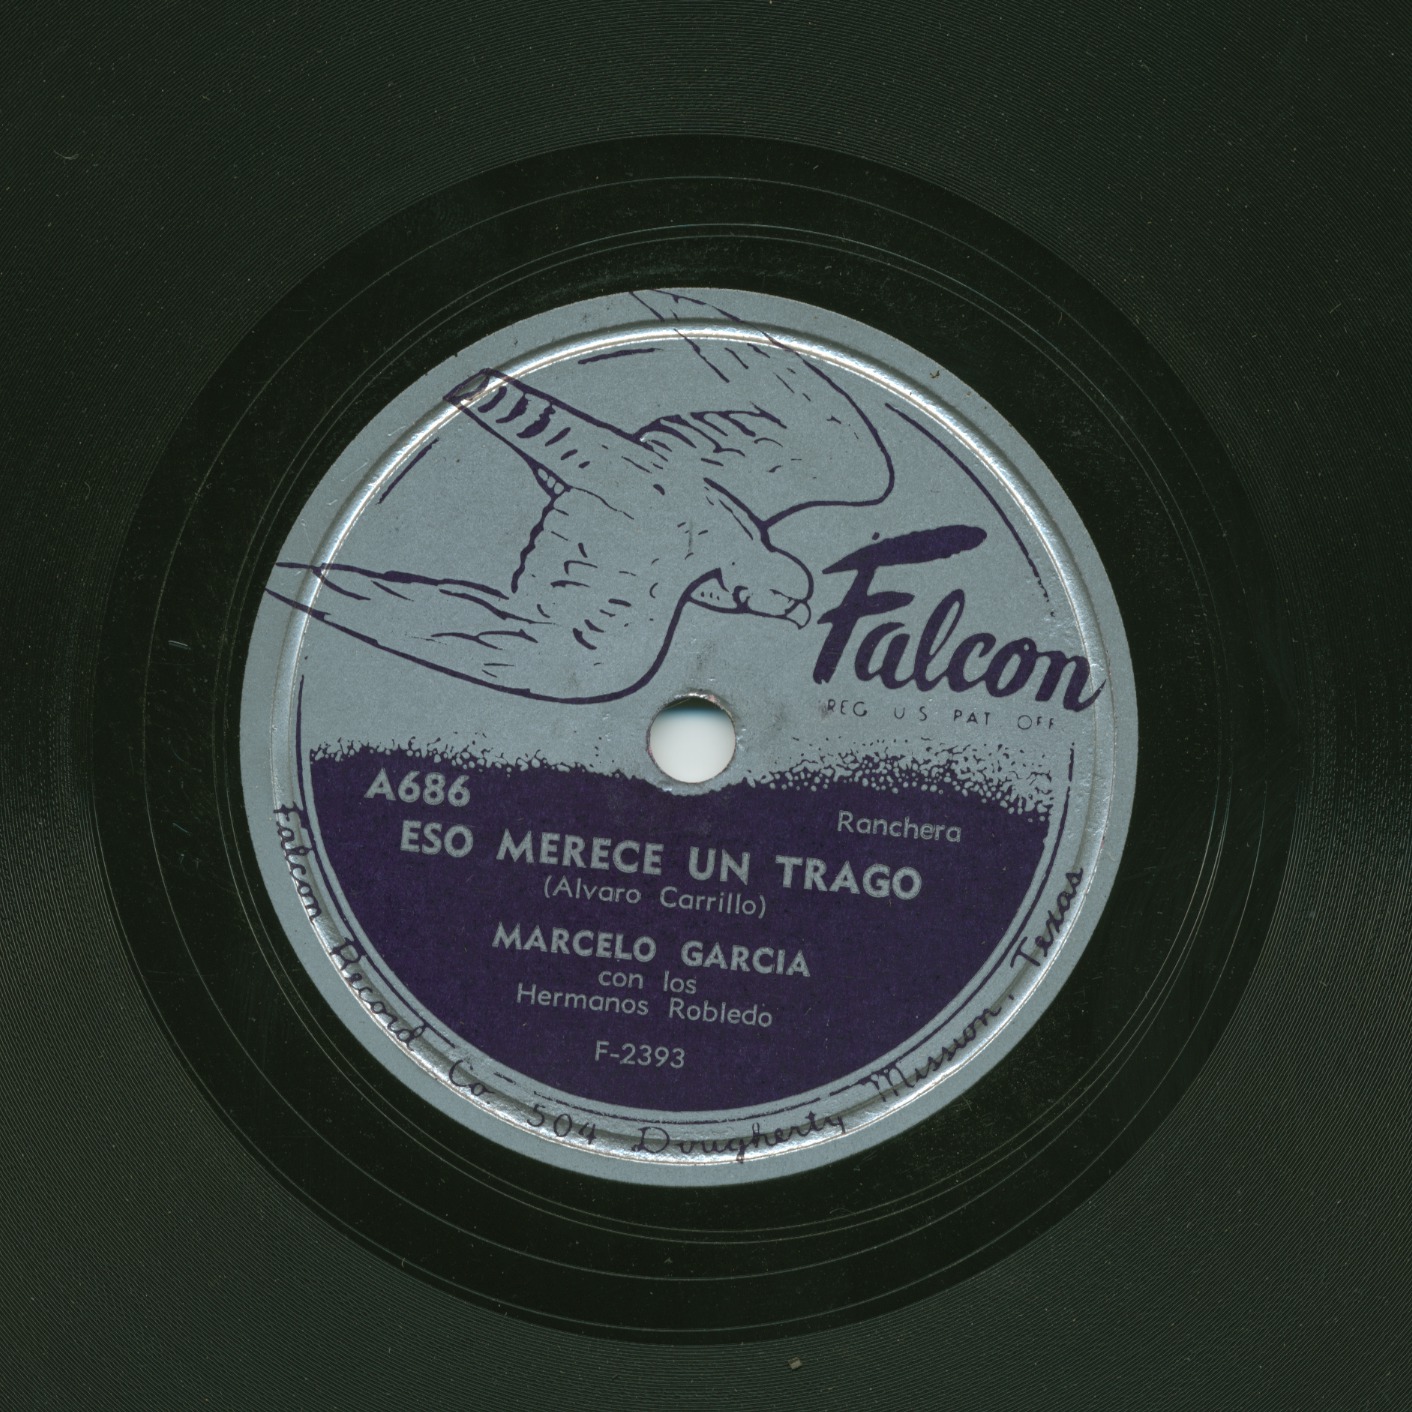 Falcon
REG. U S PAT. OFF
A686
Ranchera
ESO MERECE UN TRAGO
(Alvaro Carrillo)
MARCELO GARCIA
con los
Hermanos Robledo
F-2393
Falcon Record Co. 504 Dougherty Mission, Texas